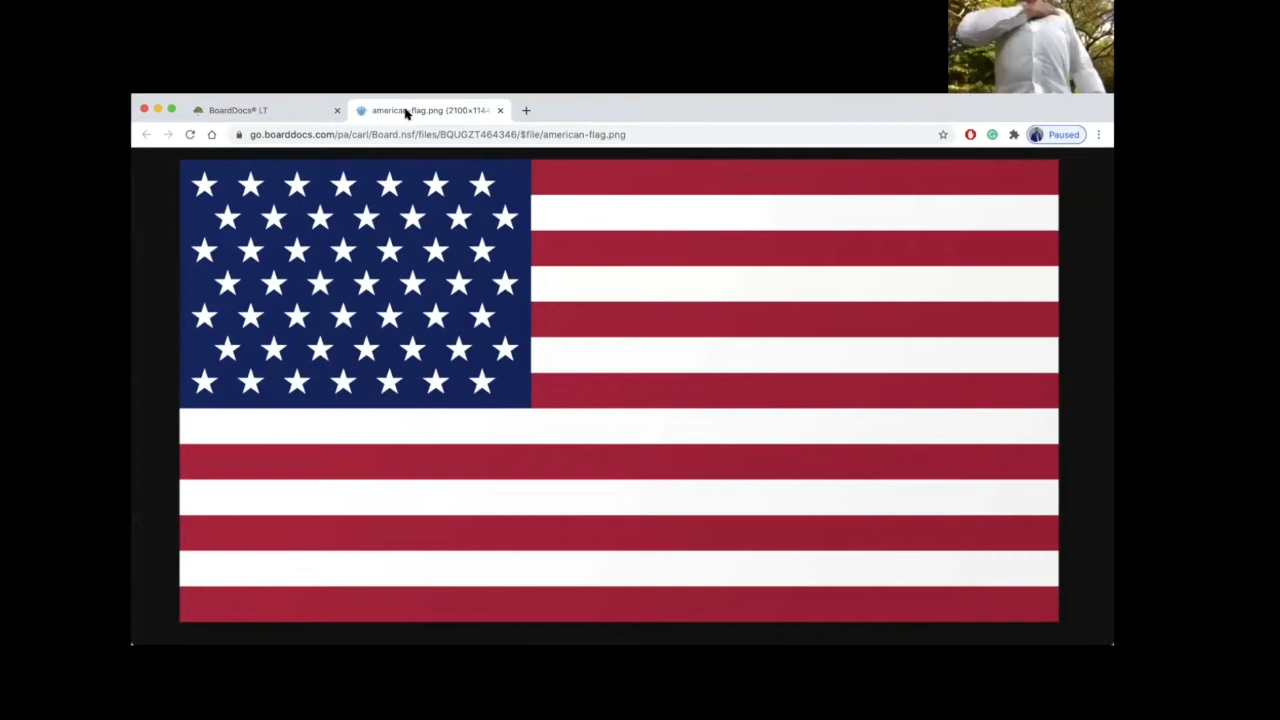 BoardDocs® LT
american-flag.png (2100×1144
go.boarddocs.com/pa/carl/Board.nsf/files/BQUGZT464346/$file/american-flag.png
Paused